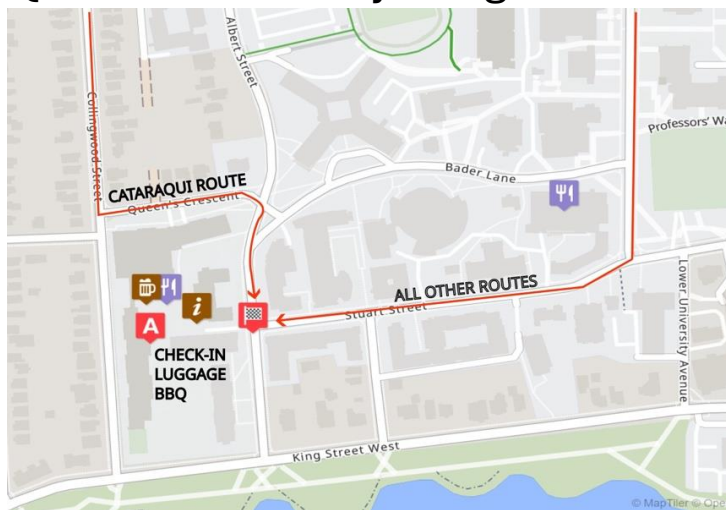 Albert Street
Collingwood Street
Professors' Wa
Bader Lane
CATARAQUI ROUTE
Queen's Crescent
ALL OTHER ROUTES
Stuart Street
Lower University Avenue
i
A
CHECK-IN
LUGGAGE
BBQ
King Street West
© MapTiler © Ope